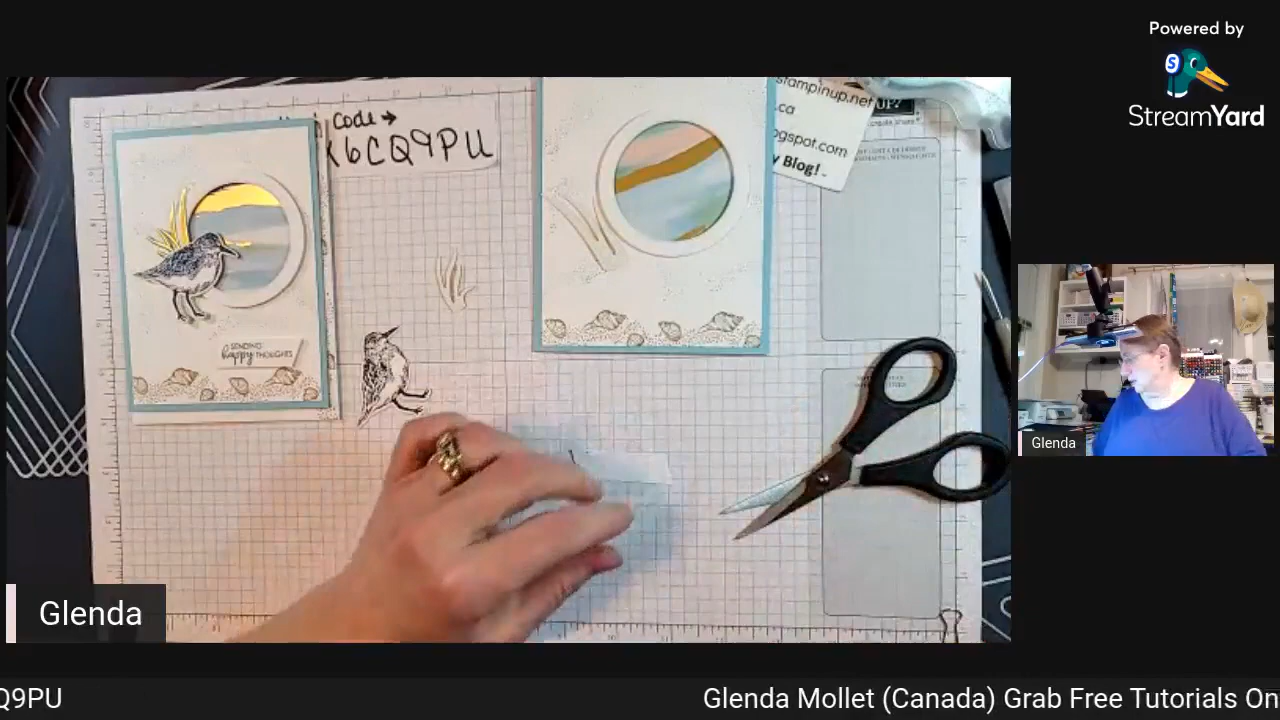 Powered by
S
StreamYard
Code →
K6CQ9PU
stampinup.net
.ca
ogspot.com
y Blog!
SENDING
happy THOUGHTS
Glenda
Glenda
Q9PU
Glenda Mollet (Canada) Grab Free Tutorials On